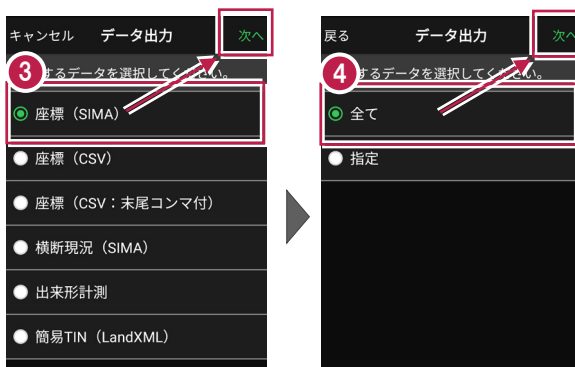 キャンセル データ出力 次へ
3 するデータを選択してください。
座標（SIMA）
座標（CSV）
座標（CSV：末尾コンマ付）
横断現況（SIMA）
出来形計測
簡易TIN（LandXML）
戻る データ出力 次へ
4 するデータを選択してください。
全て
指定